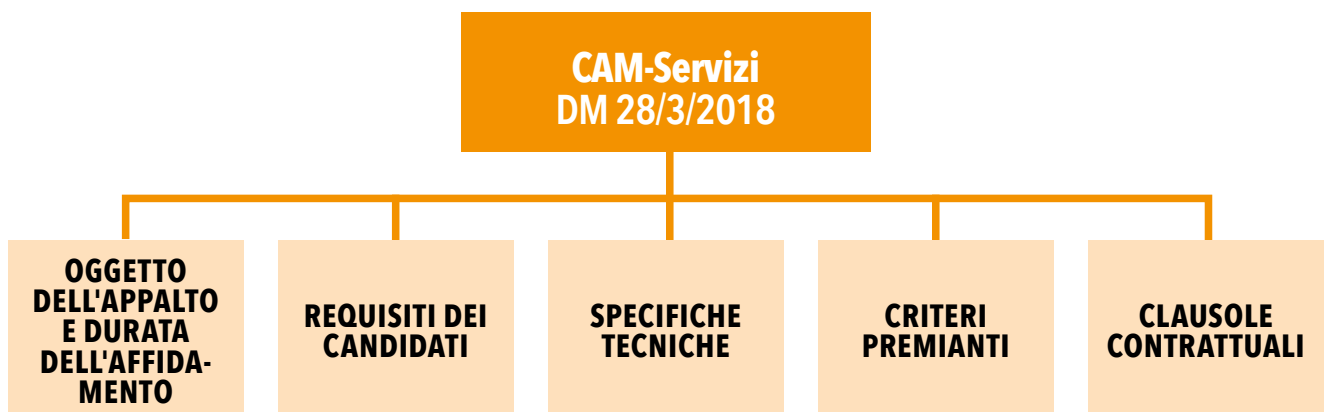 CAM-Servizi
DM 28/3/2018
OGGETTO
DELL'APPALTO
E DURATA
DELL'AFFIDA-
MENTO
REQUISITI DEI
CANDIDATI
SPECIFICHE
TECNICHE
CRITERI
PREMIANTI
CLAUSOLE
CONTRATTUALI